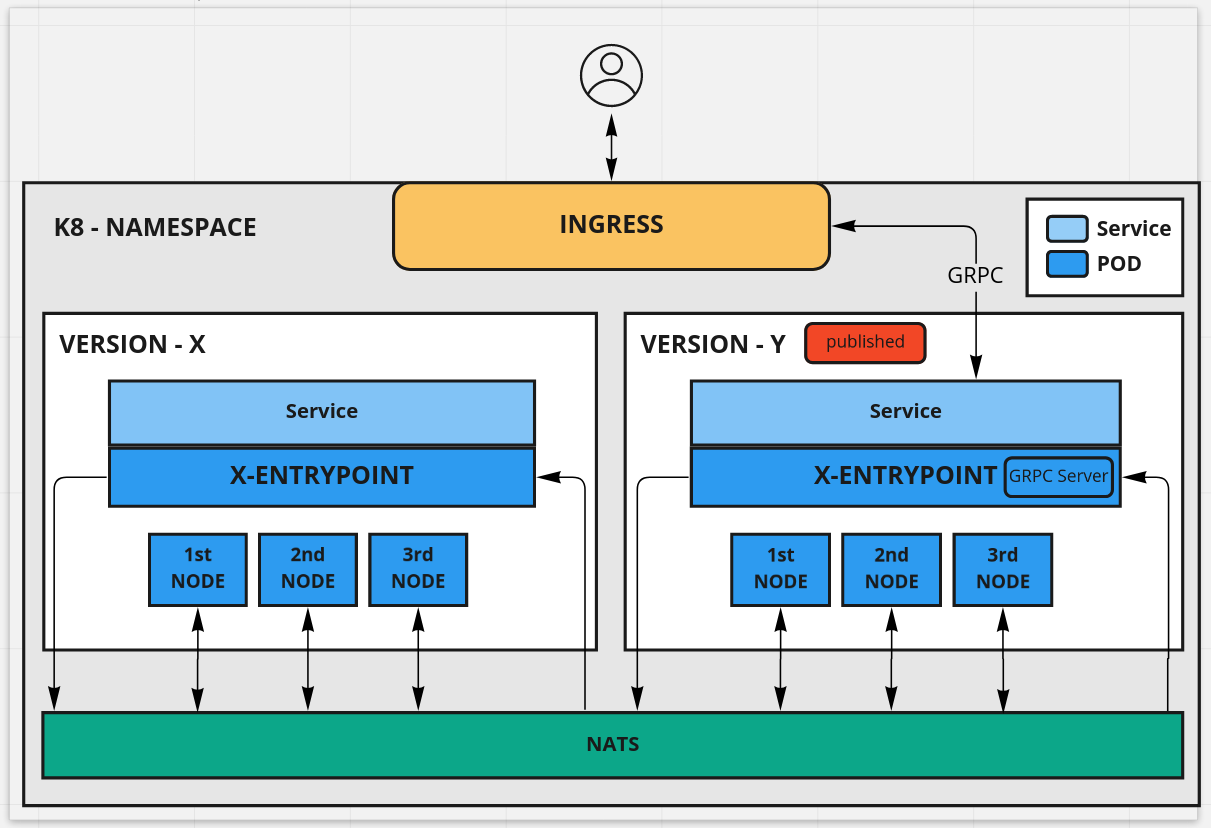 INGRESS
K8 - NAMESPACE
Service
POD
GRPC
VERSION - X
Service
X-ENTRYPOINT
1st
NODE
2nd
NODE
3rd
NODE
VERSION - Y
published
Service
X-ENTRYPOINT
GRPC Server
1st
NODE
2nd
NODE
3rd
NODE
NATS